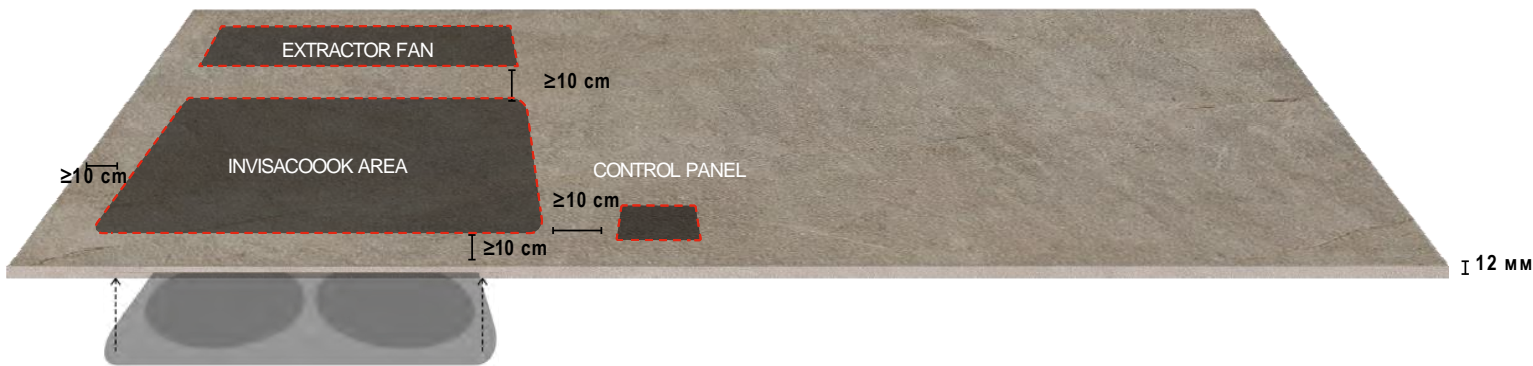 EXTRACTOR FAN
≥10 cm
INVISACOOOK AREA
CONTROL PANEL
≥10 cm
≥10 cm
≥10 cm
12 мм